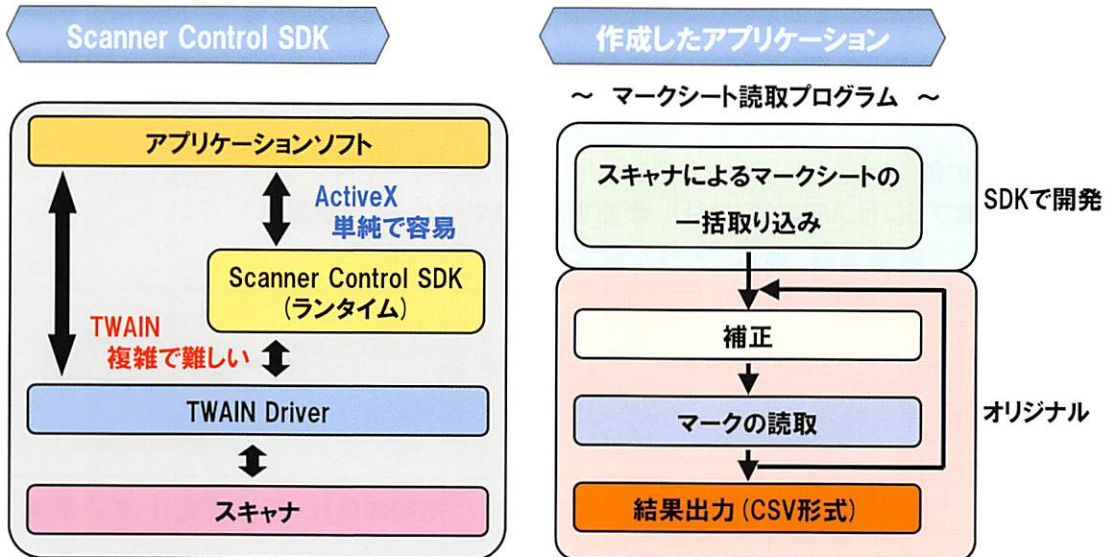 Scanner Control SDK
アプリケーションソフト
ActiveX
単純で容易
Scanner Control SDK
(ランタイム)
TWAIN
複雑で難しい
TWAIN Driver
スキャナ
作成したアプリケーション
～ マークシート読取プログラム ～
スキャナによるマークシートの
一括取り込み
SDKで開発
補正
マークの読取
オリジナル
結果出力(CSV形式)